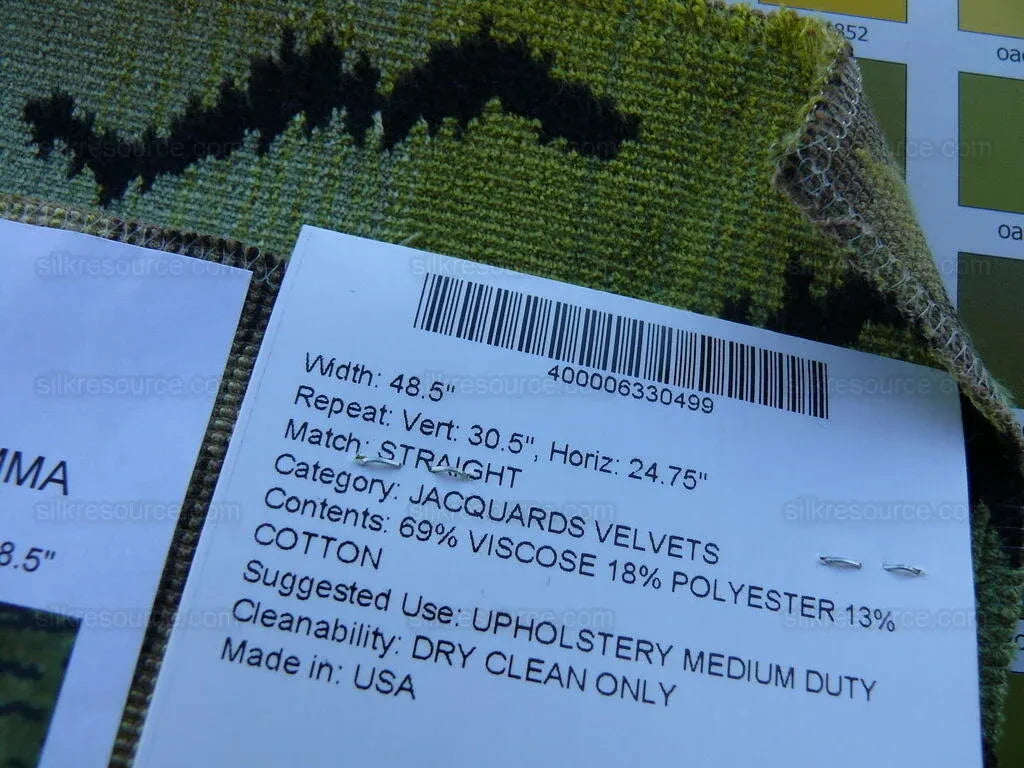 silkresource.com
852
oa
oa
MMA
8.5"
400006330499
Width: 48.5"
Repeat: Vert: 30.5", Horiz: 24.75"
Match: STRAIGHT
Category: JACQUARDS VELVETS
Contents: 69% VISCOSE 18% POLYESTER 13%
COTTON
Suggested Use: UPHOLSTERY MEDIUM DUTY
Cleanability: DRY CLEAN ONLY
Made in: USA